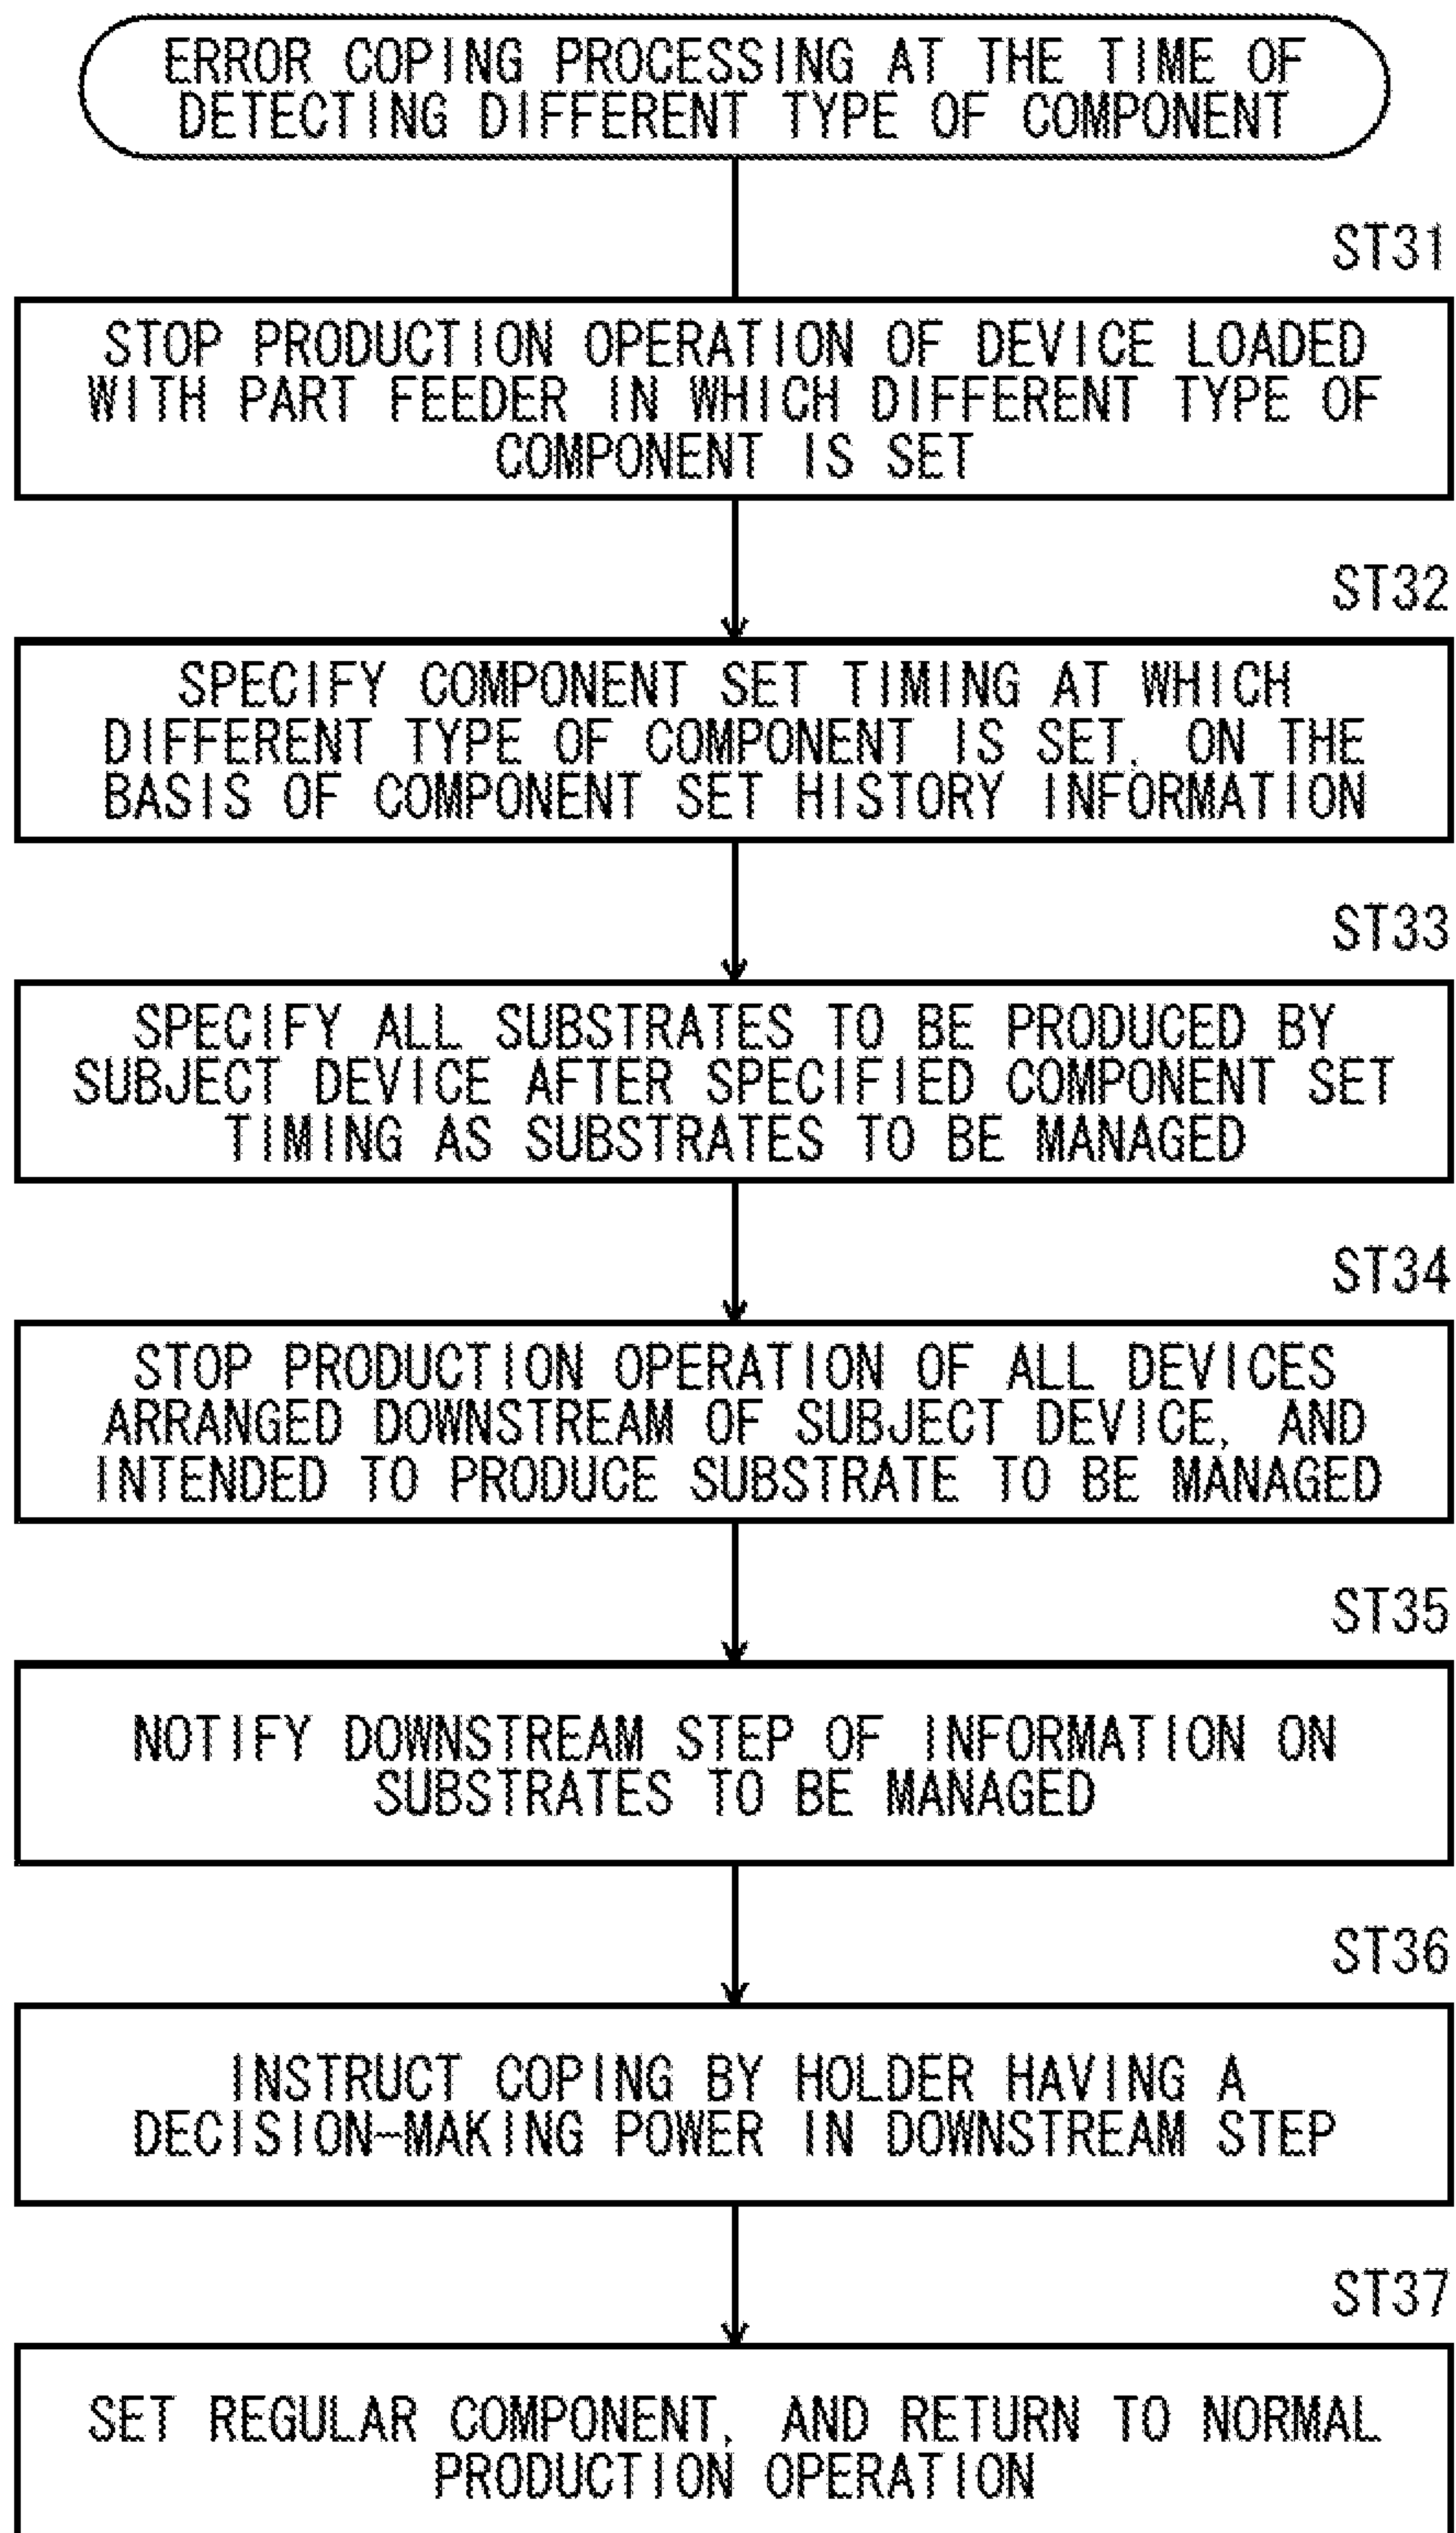 ERROR COPING PROCESSING AT THE TIME OF
DETECTING DIFFERENT TYPE OF COMPONENT
ST31
STOP PRODUCTION OPERATION OF DEVICE LOADED
WITH PART FEEDER IN WHICH DIFFERENT TYPE OF
COMPONENT IS SET
ST32
SPECIFY COMPONENT SET TIMING AT WHICH
DIFFERENT TYPE OF COMPONENT IS SET, ON THE
BASIS OF COMPONENT SET HISTORY INFORMATION
ST33
SPECIFY ALL SUBSTRATES TO BE PRODUCED BY
SUBJECT DEVICE AFTER SPECIFIED COMPONENT SET
TIMING AS SUBSTRATES TO BE MANAGED
ST34
STOP PRODUCTION OPERATION OF ALL DEVICES
ARRANGED DOWNSTREAM OF SUBJECT DEVICE, AND
INTENDED TO PRODUCE SUBSTRATE TO BE MANAGED
ST35
NOTIFY DOWNSTREAM STEP OF INFORMATION ON
SUBSTRATES TO BE MANAGED
ST36
INSTRUCT COPING BY HOLDER HAVING A
DECISION-MAKING POWER IN DOWNSTREAM STEP
ST37
SET REGULAR COMPONENT, AND RETURN TO NORMAL
PRODUCTION OPERATION